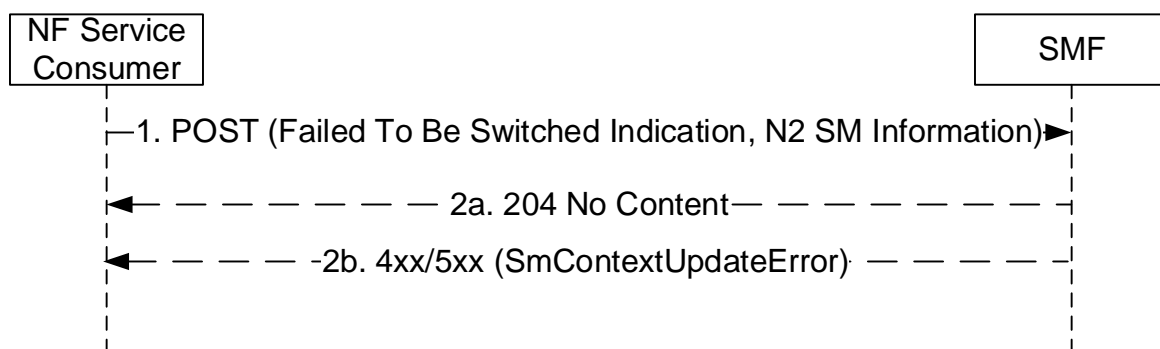 NF Service
Consumer
SMF
1. POST (Failed To Be Switched Indication, N2 SM Information)
2a. 204 No Content
2b. 4xx/5xx (SmContextUpdateError)